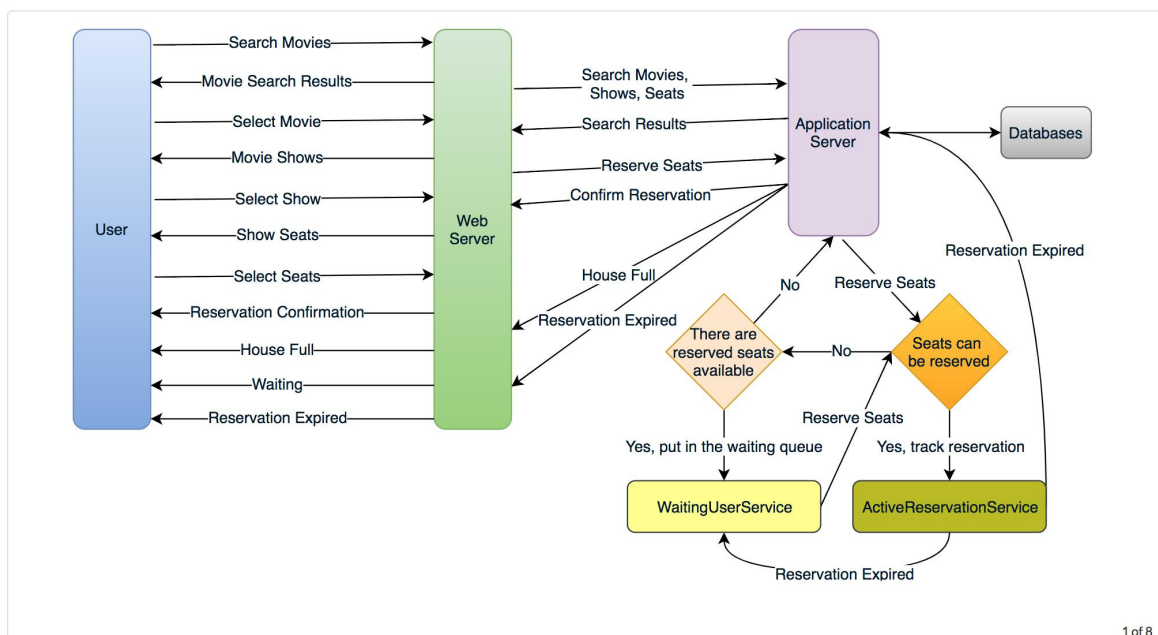 Search Movies
Movie Search Results
Select Movie
Movie Shows
Select Show
Show Seats
Select Seats
Reservation Confirmation
House Full
Waiting
Reservation Expired
User
Web
Server
Search Movies,
Shows, Seats
Search Results
Reserve Seats
Confirm Reservation
House Full
Reservation Expired
Application
Server
Databases
Reservation Expired
No
Reserve Seats
There are
reserved seats
available
No
Seats can
be reserved
Reserve Seats
Yes, put in the waiting queue
Yes, track reservation
WaitingUserService
ActiveReservationService
Reservation Expired
1 of 8